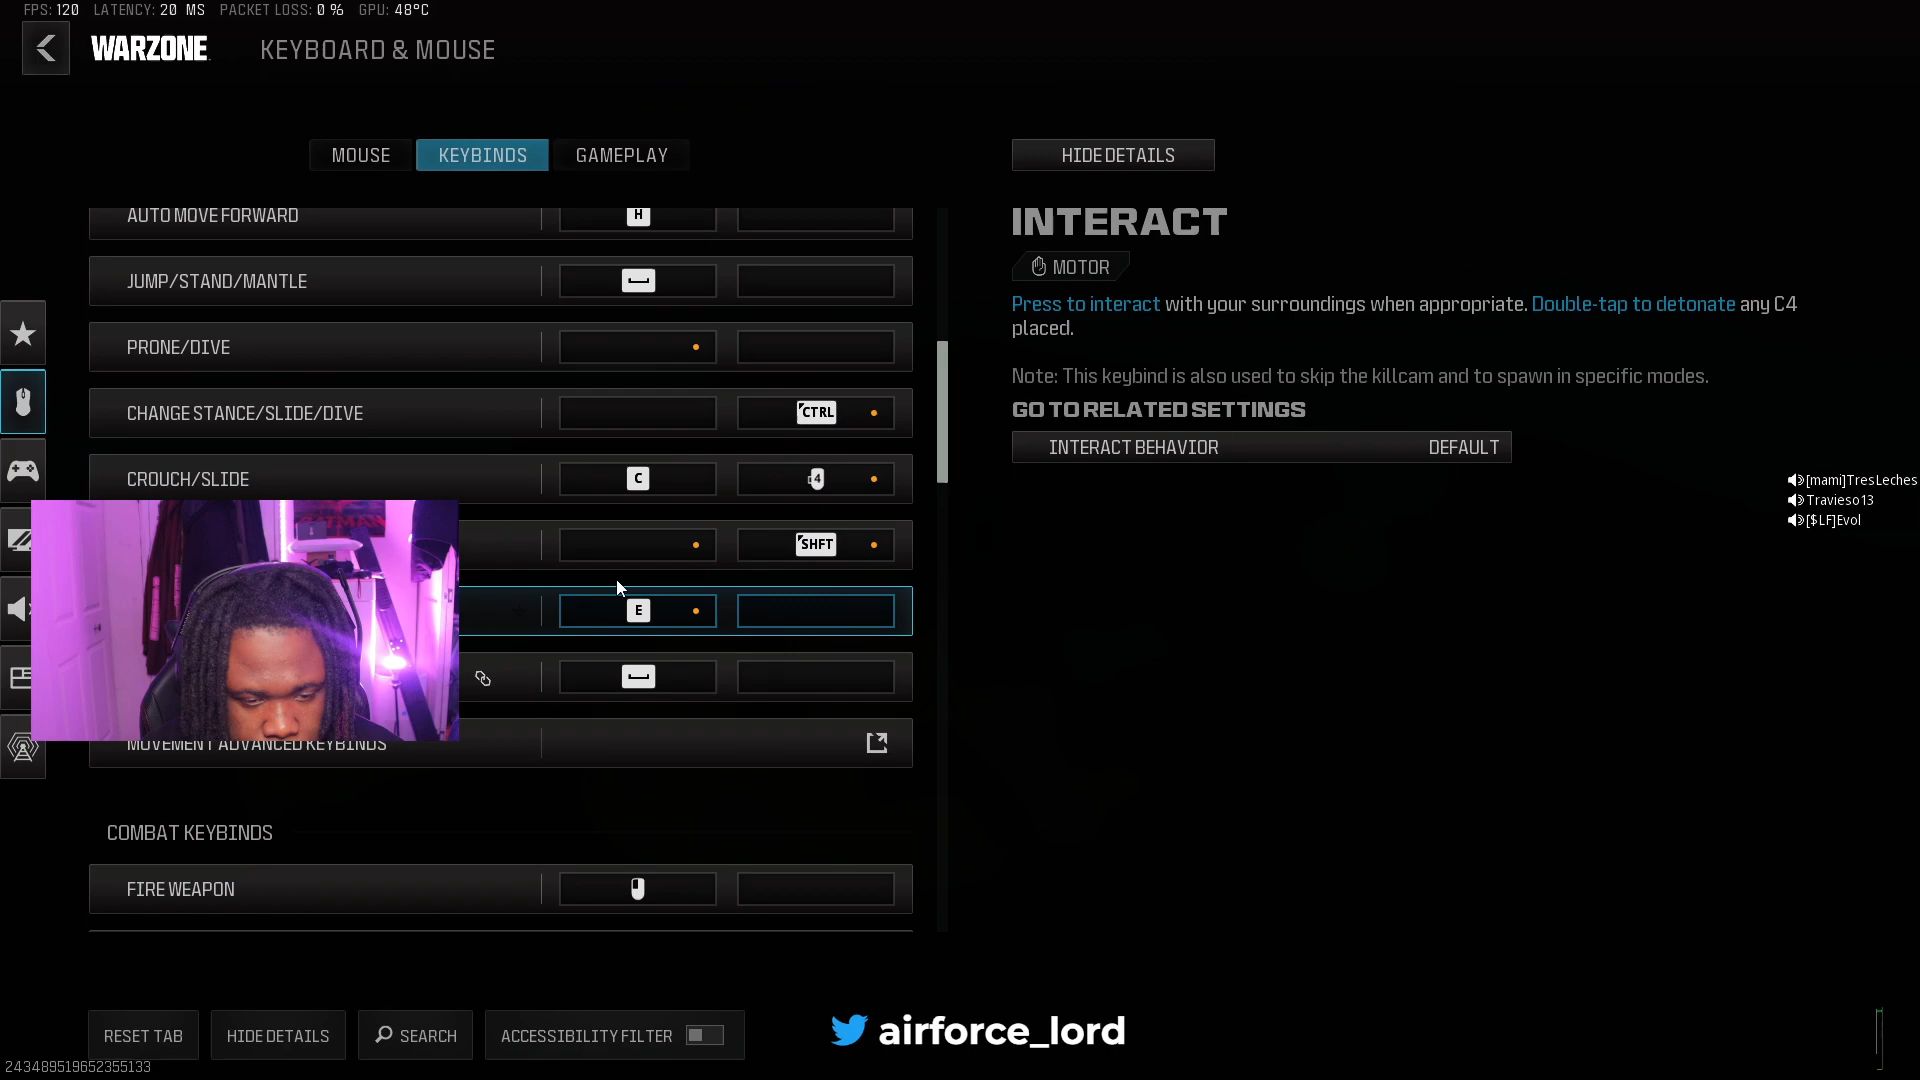 FPS: 120 LATENCY: 20 MS PACKET LOSS: 0 % GPU: 48°C
WARZONE
KEYBOARD & MOUSE
MOUSE
KEYBINDS
GAMEPLAY
HIDE DETAILS
AUTO MOVE FORWARD
H
JUMP/STAND/MANTLE
PRONE/DIVE
CHANGE STANCE/SLIDE/DIVE
CTRL
CROUCH/SLIDE
C
4
SHFT
E
MOVEMENT ADVANCED KEYBINDS
COMBAT KEYBINDS
FIRE WEAPON
INTERACT
MOTOR
Press to interact with your surroundings when appropriate. Double-tap to detonate any C4
placed.
Note: This keybind is also used to skip the killcam and to spawn in specific modes.
GO TO RELATED SETTINGS
INTERACT BEHAVIOR DEFAULT
[mami]TresLeches
Travieso13
[$LF]Evol
RESET TAB
HIDE DETAILS
SEARCH
ACCESSIBILITY FILTER
airforce_lord
243489519652355133